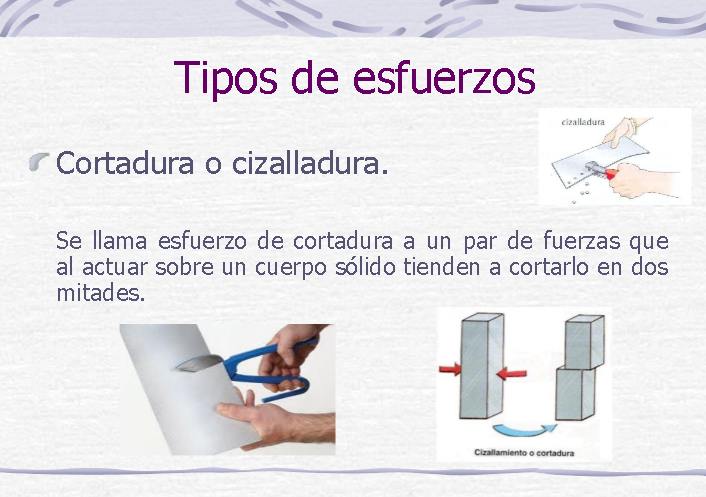 Tipos de esfuerzos
cizalladura
Cortadura o cizalladura.
Se llama esfuerzo de cortadura a un par de fuerzas que
al actuar sobre un cuerpo sólido tienden a cortarlo en dos
mitades.
Cizallamiento o cortadura